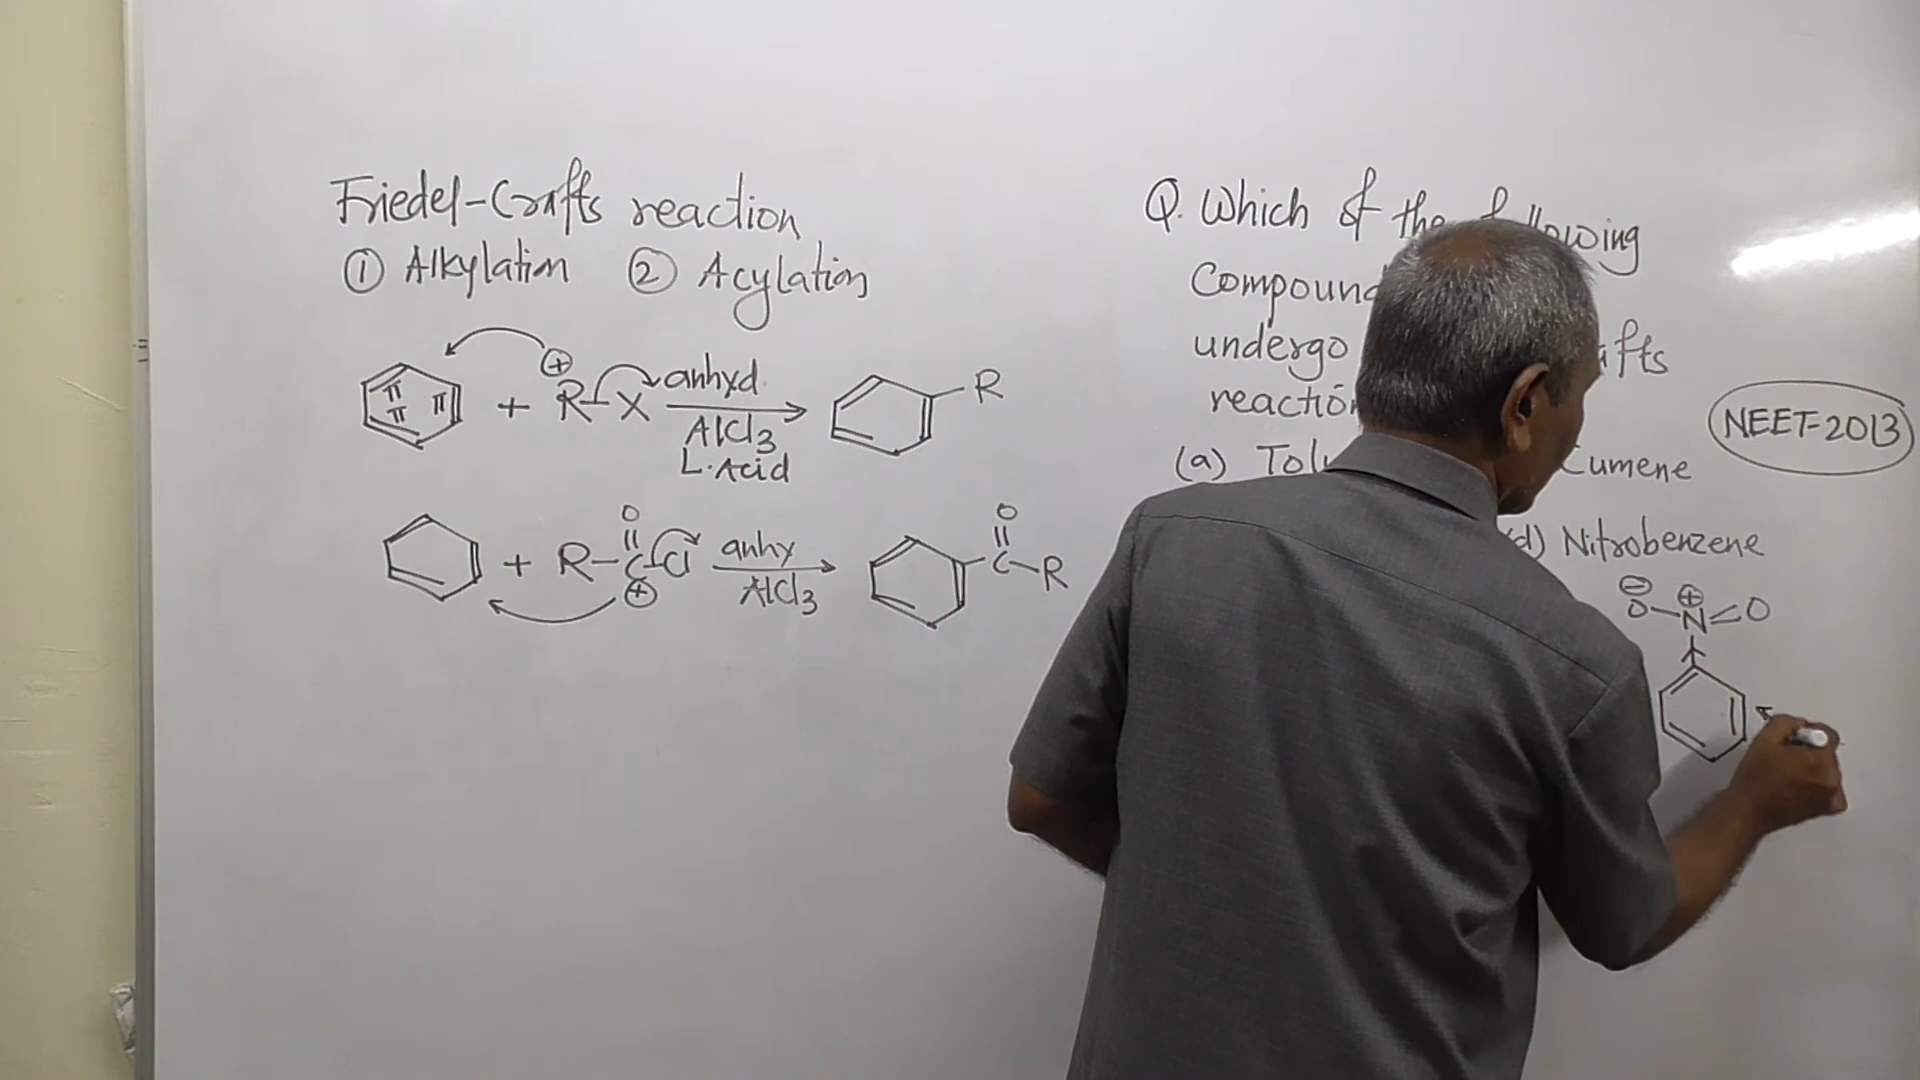 Friedel-Crafts reaction
① Alkylation ② Acylation
π π π + R-X ⊕ anhyd. AlCl3 L.Acid → R
+ R-C-Cl O ⊕ anhy AlCl3 → O C-R
Q. Which of the following
Compound
undergo
reaction
(a) Cumene
NEET-2013
(d) Nitrobenzene
⊖ ⊕
O-N=O